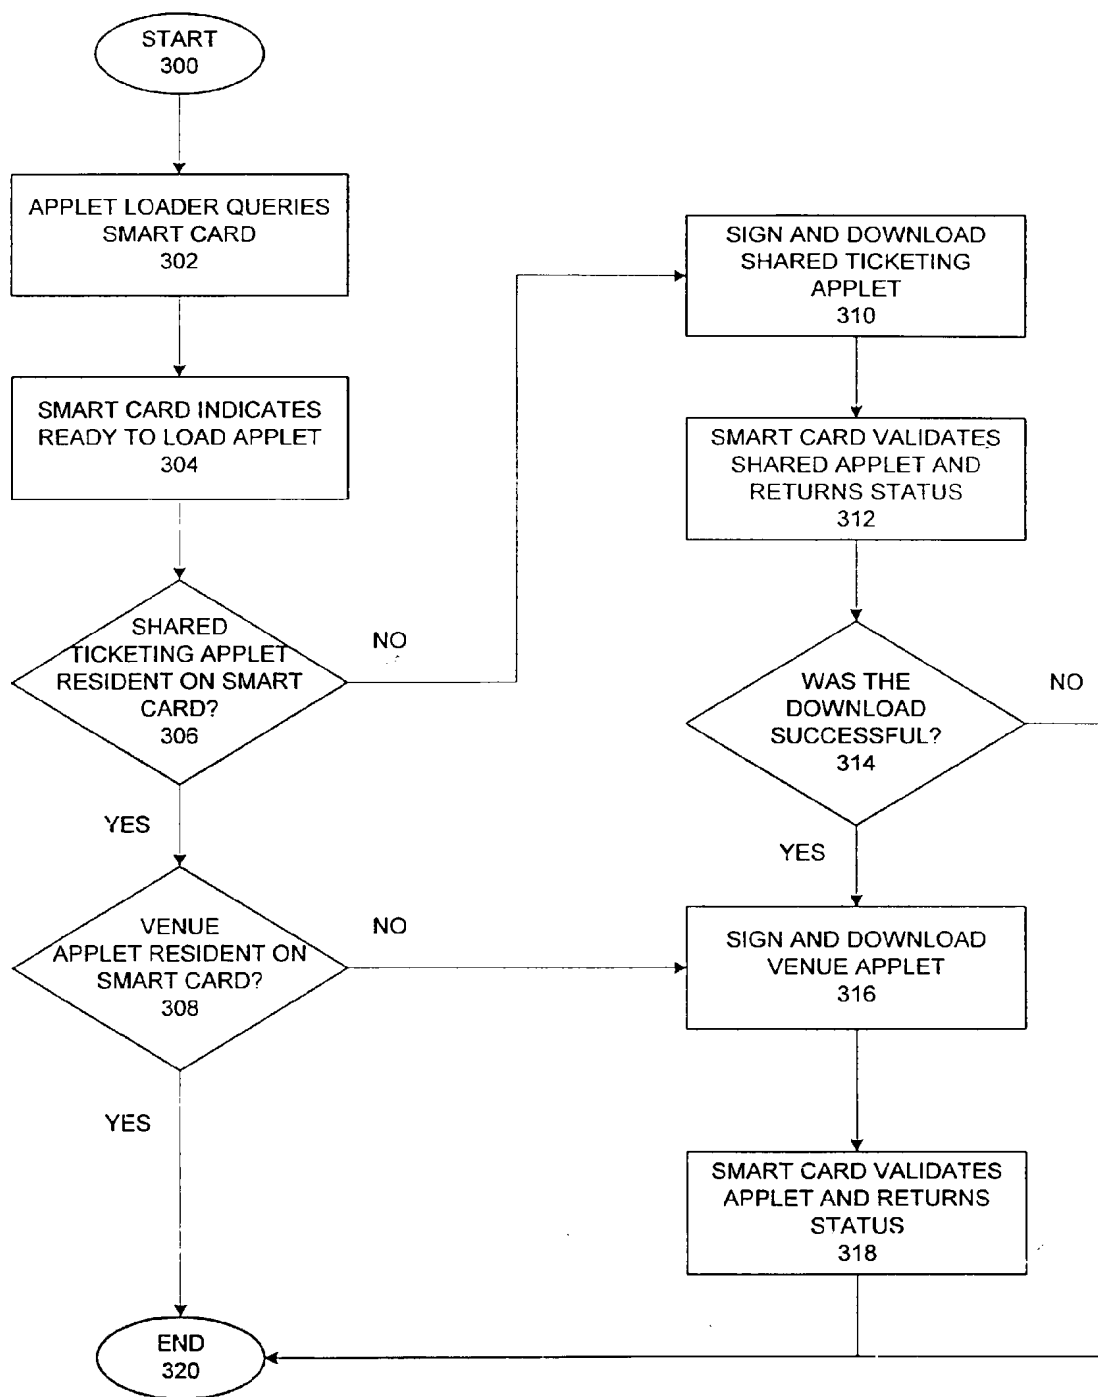 START
300
APPLET LOADER QUERIES
SMART CARD
302
SMART CARD INDICATES
READY TO LOAD APPLET
304
SHARED
TICKETING APPLET
RESIDENT ON SMART
CARD?
306
NO
YES
VENUE
APPLET RESIDENT ON
SMART CARD?
308
NO
YES
SIGN AND DOWNLOAD
SHARED TICKETING
APPLET
310
SMART CARD VALIDATES
SHARED APPLET AND
RETURNS STATUS
312
WAS THE
DOWNLOAD
SUCCESSFUL?
314
NO
YES
SIGN AND DOWNLOAD
VENUE APPLET
316
SMART CARD VALIDATES
APPLET AND RETURNS
STATUS
318
END
320